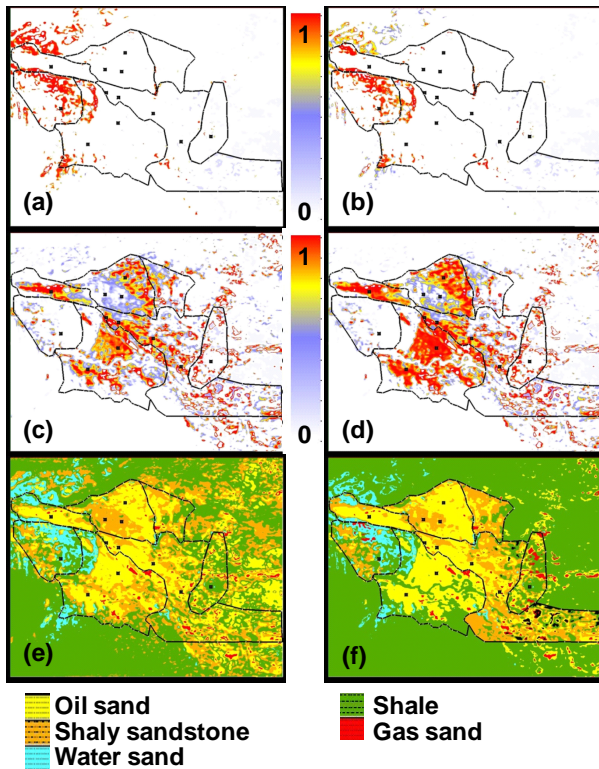 1
0
(a)
(b)
1
0
(c)
(d)
(e)
(f)
Oil sand
Shaly sandstone
Water sand
Shale
Gas sand